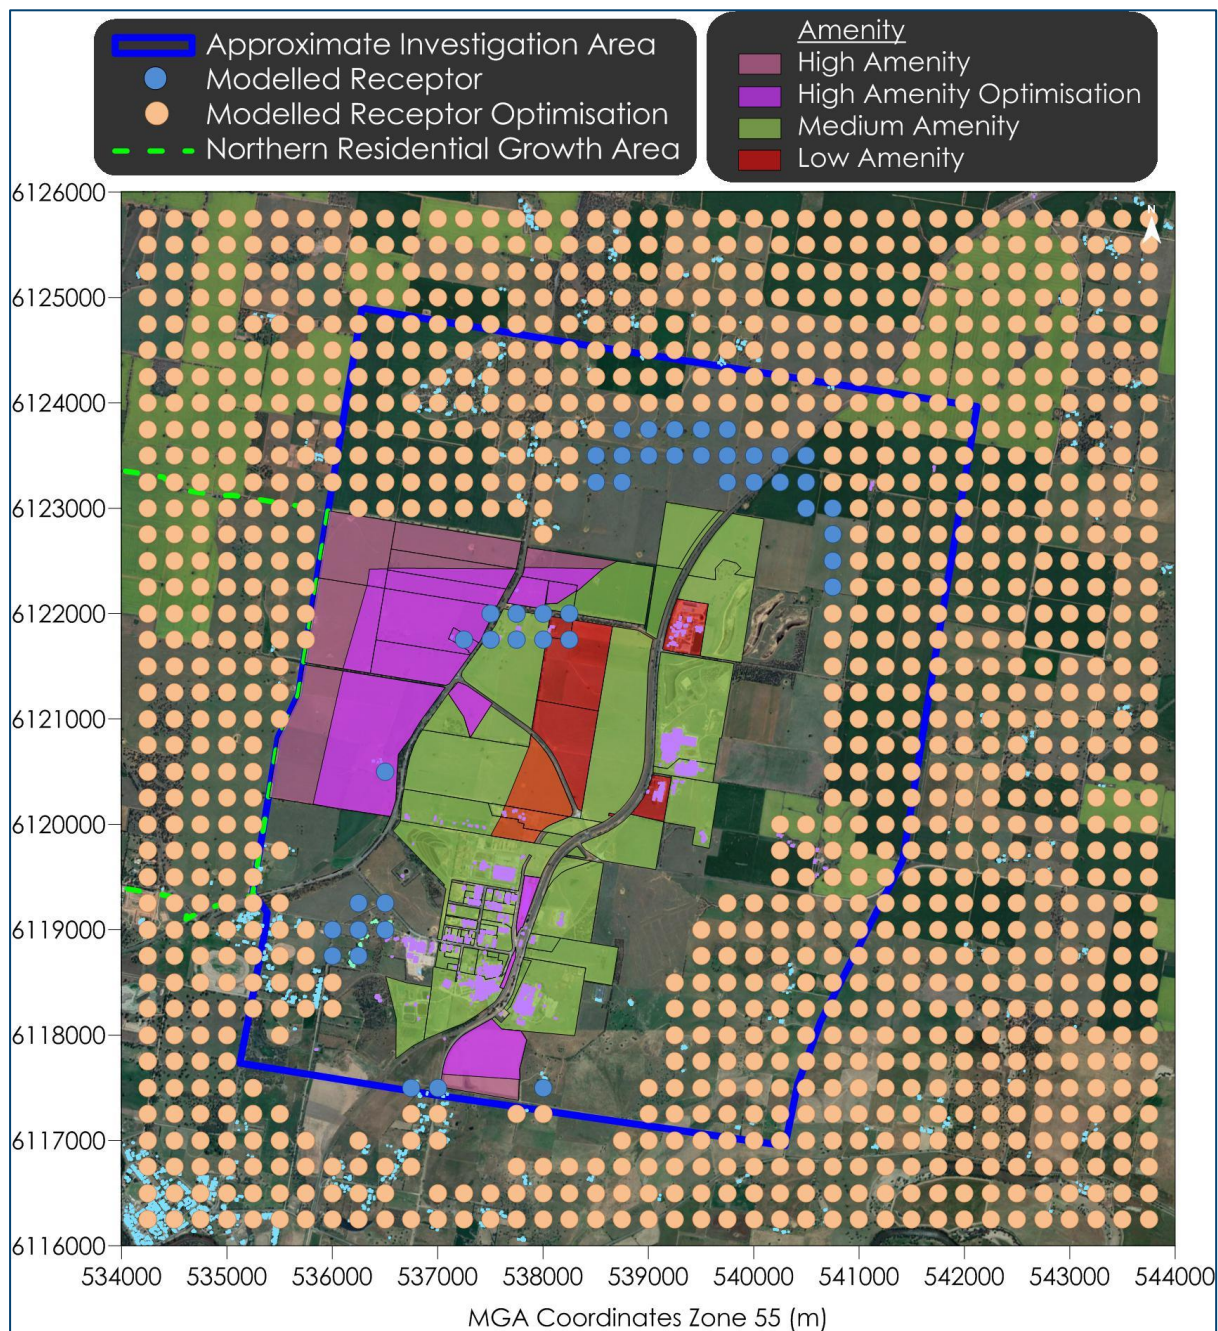 Approximate Investigation Area
Modelled Receptor
Modelled Receptor Optimisation
Northern Residential Growth Area
Amenity
High Amenity
High Amenity Optimisation
Medium Amenity
Low Amenity
N
6126000
6125000
6124000
6123000
6122000
6121000
6120000
6119000
6118000
6117000
6116000
534000 535000 536000 537000 538000 539000 540000 541000 542000 543000 544000
MGA Coordinates Zone 55 (m)